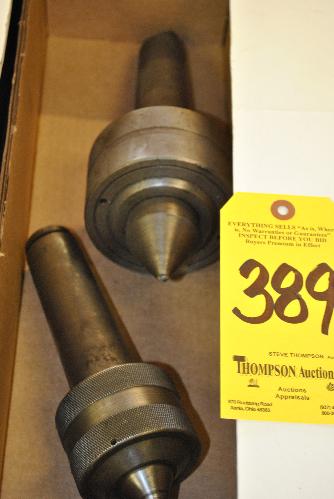 EVERYTHING SELLS "As is, Where
is, No Warranties or Guarantees"
INSPECT BEFORE YOU BID
Buyers Premium in Effect
389
STEVE THOMPSON
THOMPSON Auction
Auctions
Appraisals
Ohio